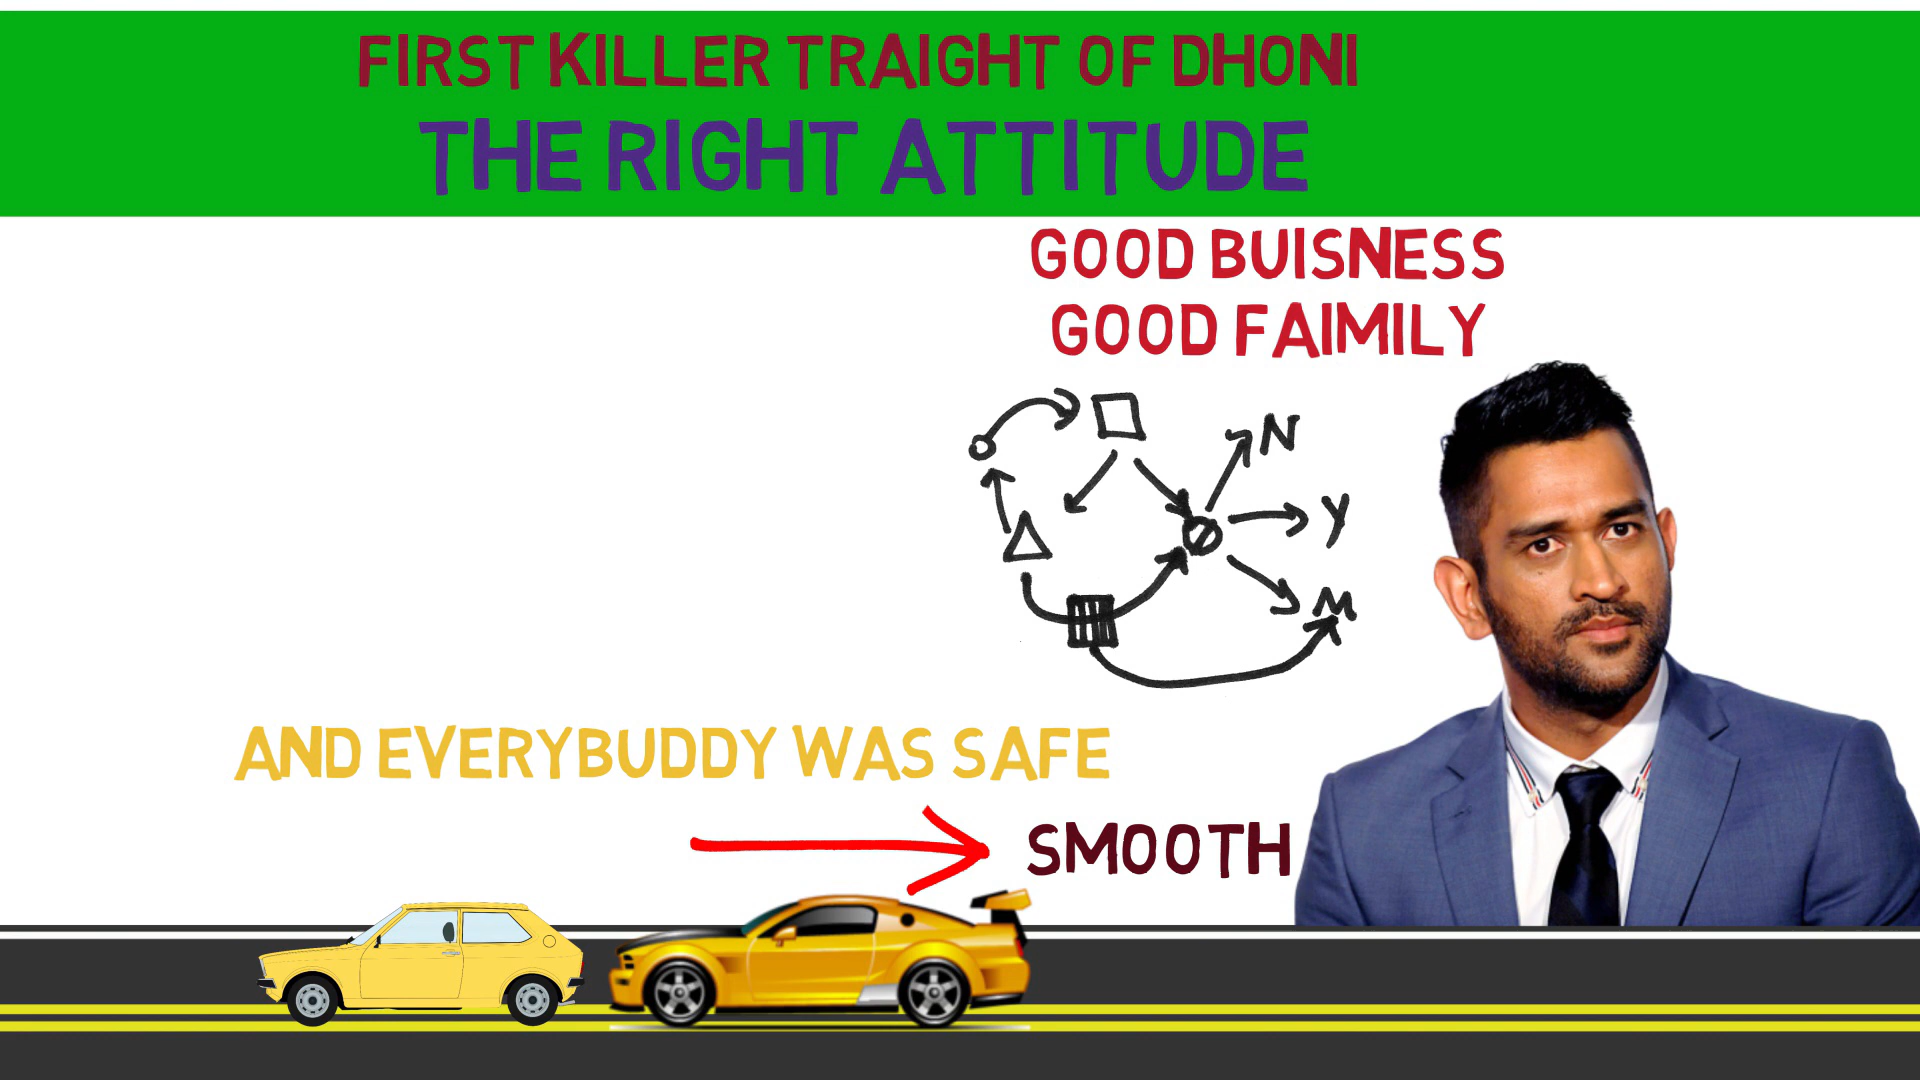 FIRST KILLER TRAIGHT OF DHONI
THE RIGHT ATTITUDE
GOOD BUISNESS
GOOD FAIMILY
N
Y
M
AND EVERYBUDDY WAS SAFE
SMOOTH